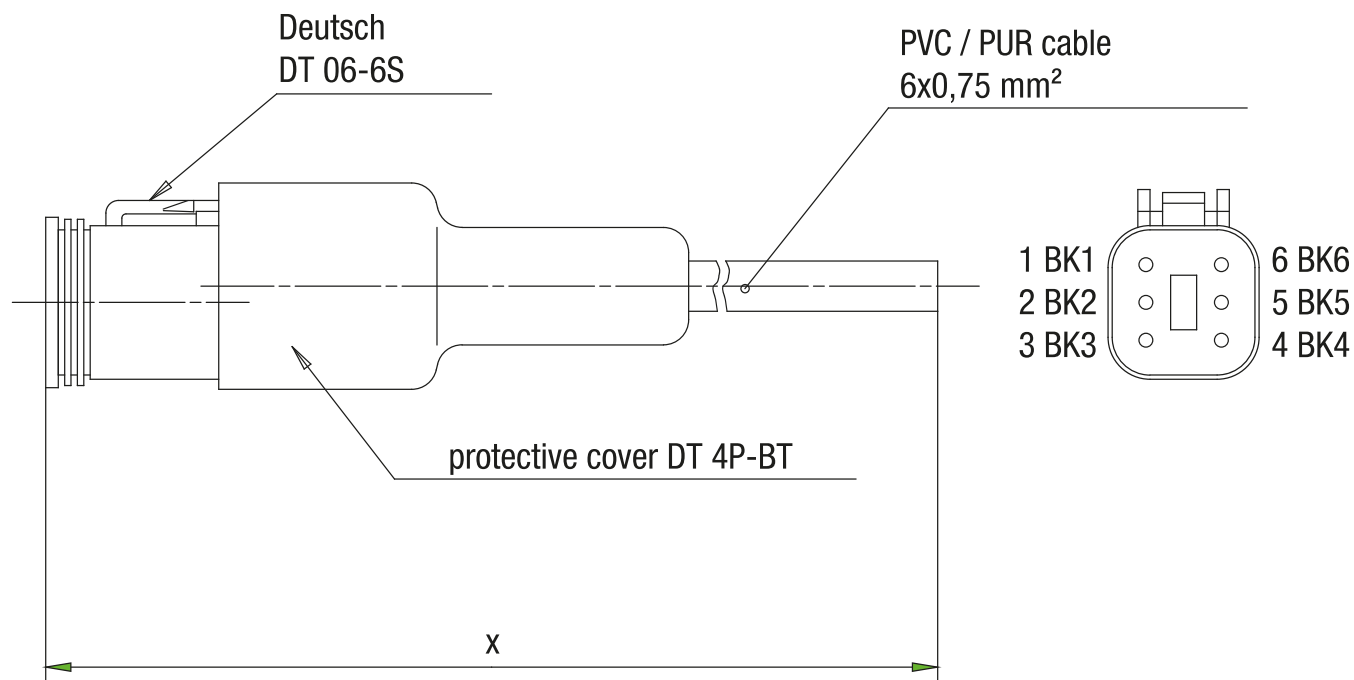 Deutsch
DT 06-6S
PVC / PUR cable
6x0,75 mm²
1 BK1
6 BK6
2 BK2
5 BK5
3 BK3
4 BK4
protective cover DT 4P-BT
x